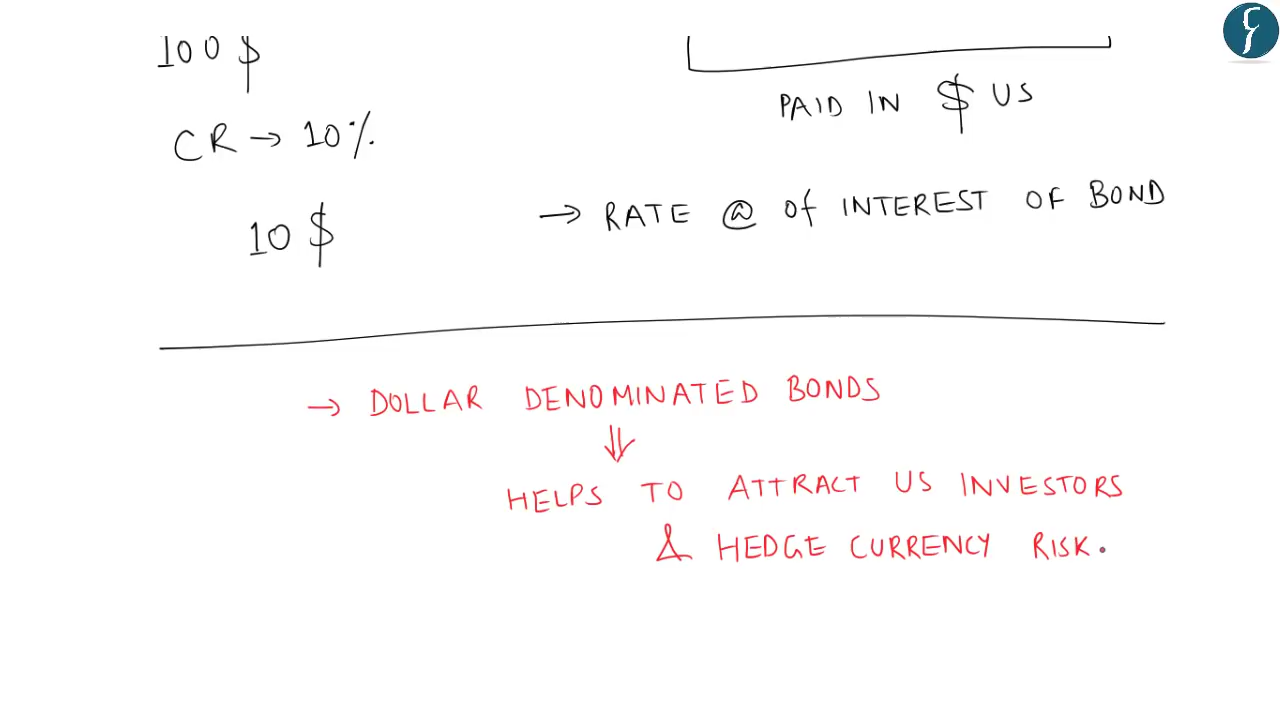 100 $
PAID IN $ US
CR → 10%
→ RATE @ of INTEREST OF BOND
10 $
→ DOLLAR DENOMINATED BONDS
⇓
HELPS TO ATTRACT US INVESTORS
& HEDGE CURRENCY RISK.